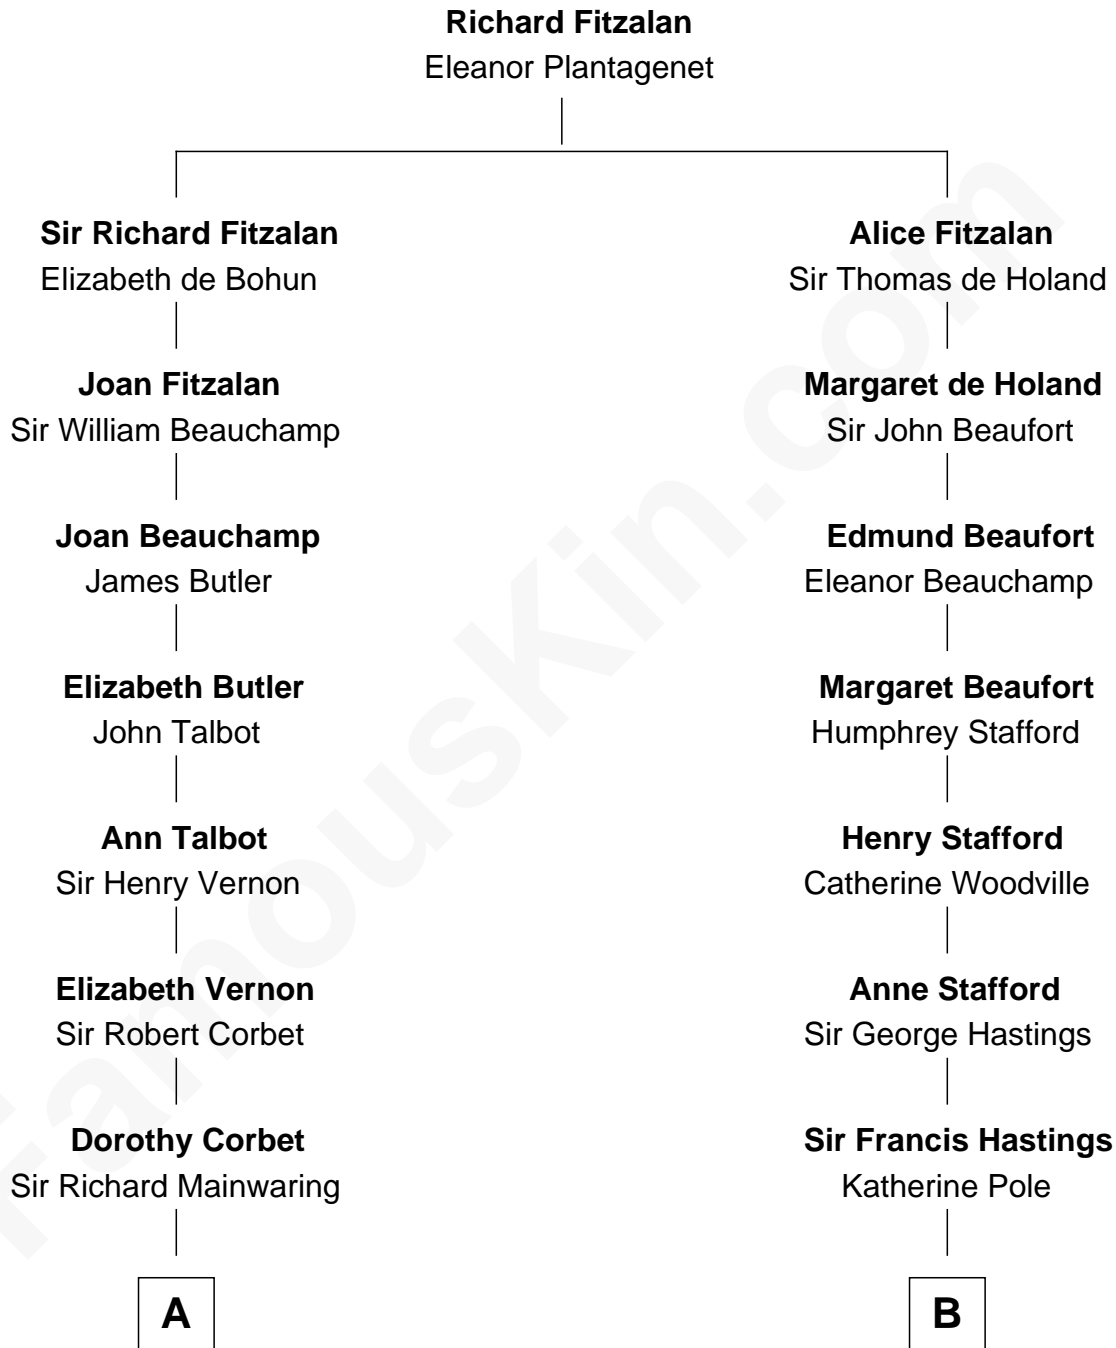 Richard Fitzalan
Eleanor Plantagenet
Sir Richard Fitzalan
Elizabeth de Bohun
Alice Fitzalan
Sir Thomas de Holand
Joan Fitzalan
Sir William Beauchamp
Margaret de Holand
Sir John Beaufort
Joan Beauchamp
James Butler
Edmund Beaufort
Eleanor Beauchamp
Elizabeth Butler
John Talbot
Margaret Beaufort
Humphrey Stafford
Ann Talbot
Sir Henry Vernon
Henry Stafford
Catherine Woodville
Elizabeth Vernon
Sir Robert Corbet
Anne Stafford
Sir George Hastings
Dorothy Corbet
Sir Richard Mainwaring
Sir Francis Hastings
Katherine Pole
A
B
FamousKin.com